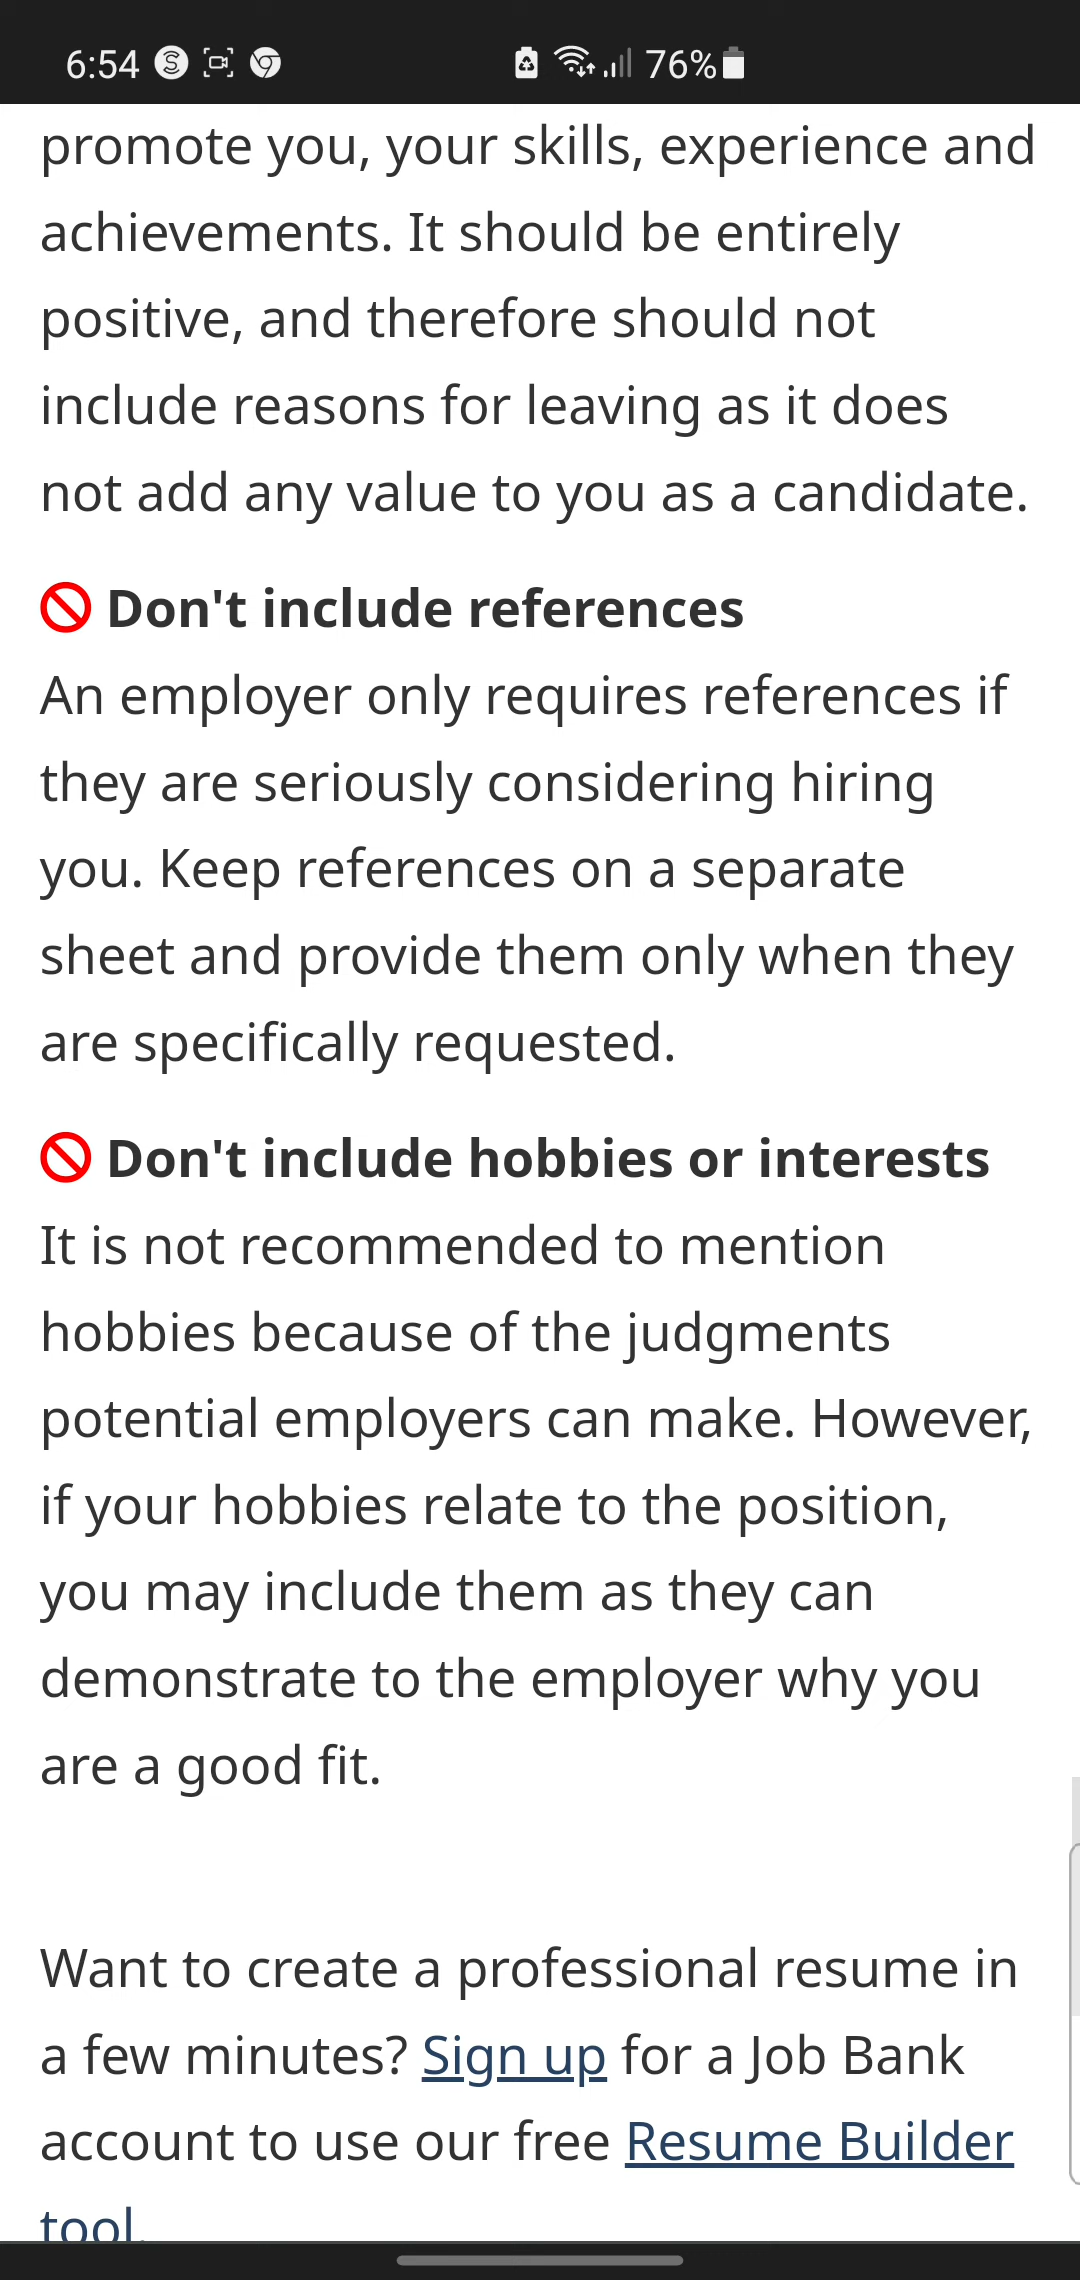 6:54 76%
promote you, your skills, experience and
achievements. It should be entirely
positive, and therefore should not
include reasons for leaving as it does
not add any value to you as a candidate.
Don't include references
An employer only requires references if
they are seriously considering hiring
you. Keep references on a separate
sheet and provide them only when they
are specifically requested.
Don't include hobbies or interests
It is not recommended to mention
hobbies because of the judgments
potential employers can make. However,
if your hobbies relate to the position,
you may include them as they can
demonstrate to the employer why you
are a good fit.
Want to create a professional resume in
a few minutes? Sign up for a Job Bank
account to use our free Resume Builder
tool.